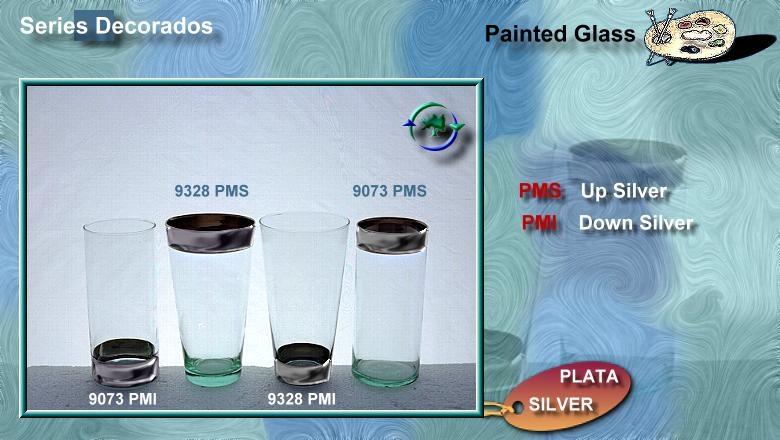 Series Decorados
Painted Glass
9328 PMS
9073 PMS
PMS Up Silver
PMI Down Silver
9073 PMI
9328 PMI
PLATA
SILVER